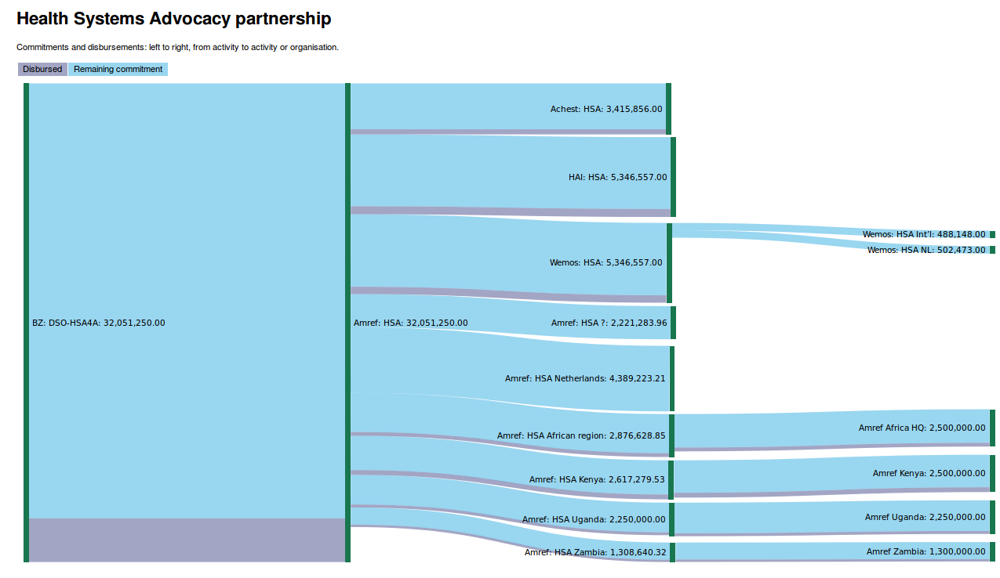 Health Systems Advocacy partnership
Commitments and disbursements: left to right, from activity to activity or organisation.
Disbursed
Remaining commitment
BZ: DSO-HSA4A: 32,051,250.00
Amref: HSA: 32,051,250.00
Achest: HSA: 3,415,856.00
HAI: HSA: 5,346,557.00
Wemos: HSA: 5,346,557.00
Amref: HSA ?: 2,221,283.96
Amref: HSA Netherlands: 4,389,223.21
Amref: HSA African region: 2,876,628.85
Amref: HSA Kenya: 2,617,279.53
Amref: HSA Uganda: 2,250,000.00
Amref: HSA Zambia: 1,308,640.32
Wemos: HSA Int'l: 488,148.00
Wemos: HSA NL: 502,473.00
Amref Africa HQ: 2,500,000.00
Amref Kenya: 2,500,000.00
Amref Uganda: 2,250,000.00
Amref Zambia: 1,300,000.00